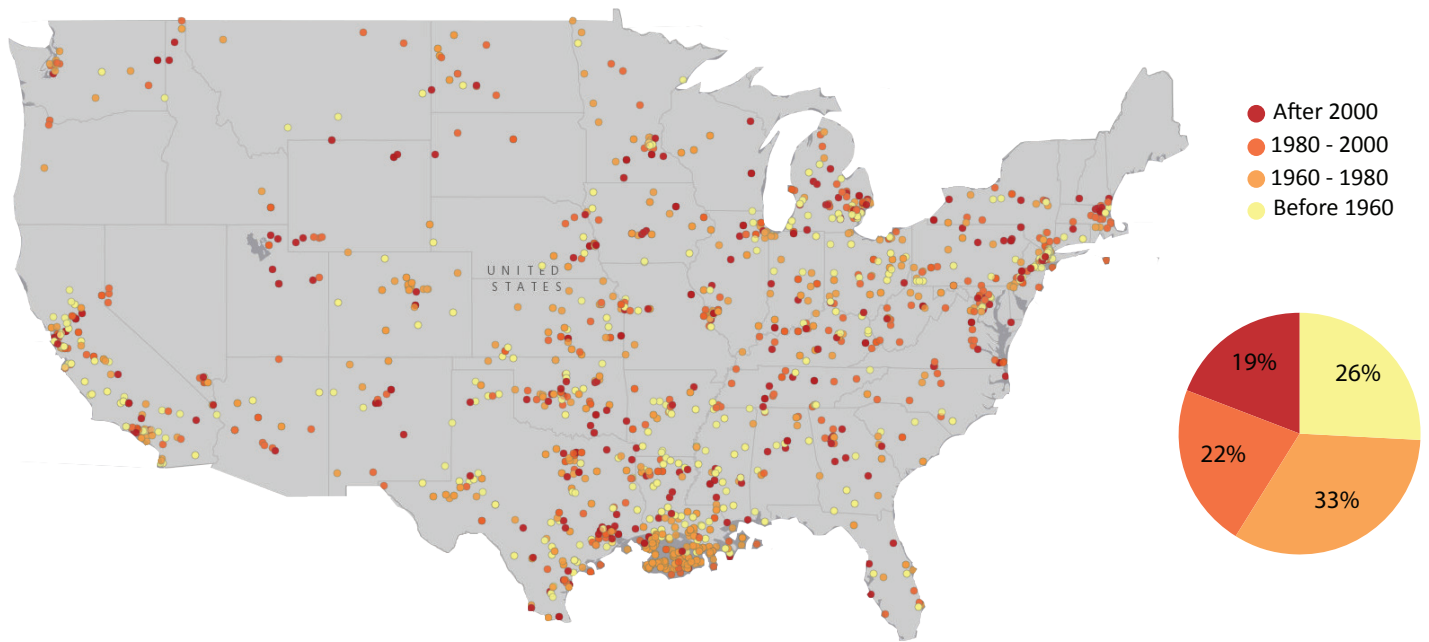 After 2000
1980 - 2000
1960 - 1980
Before 1960
UNITED
STATES
19%
26%
22%
33%